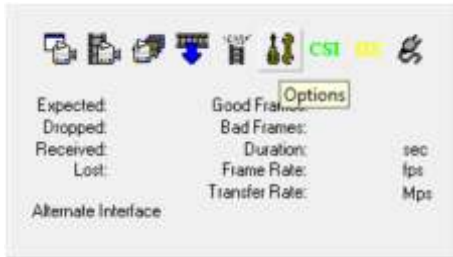 CSI
Options
Expected: Good Frames:
Dropped: Bad Frames:
Received: Duration: sec
Lost: Frame Rate: fps
Transfer Rate: Mps
Alternate Interface